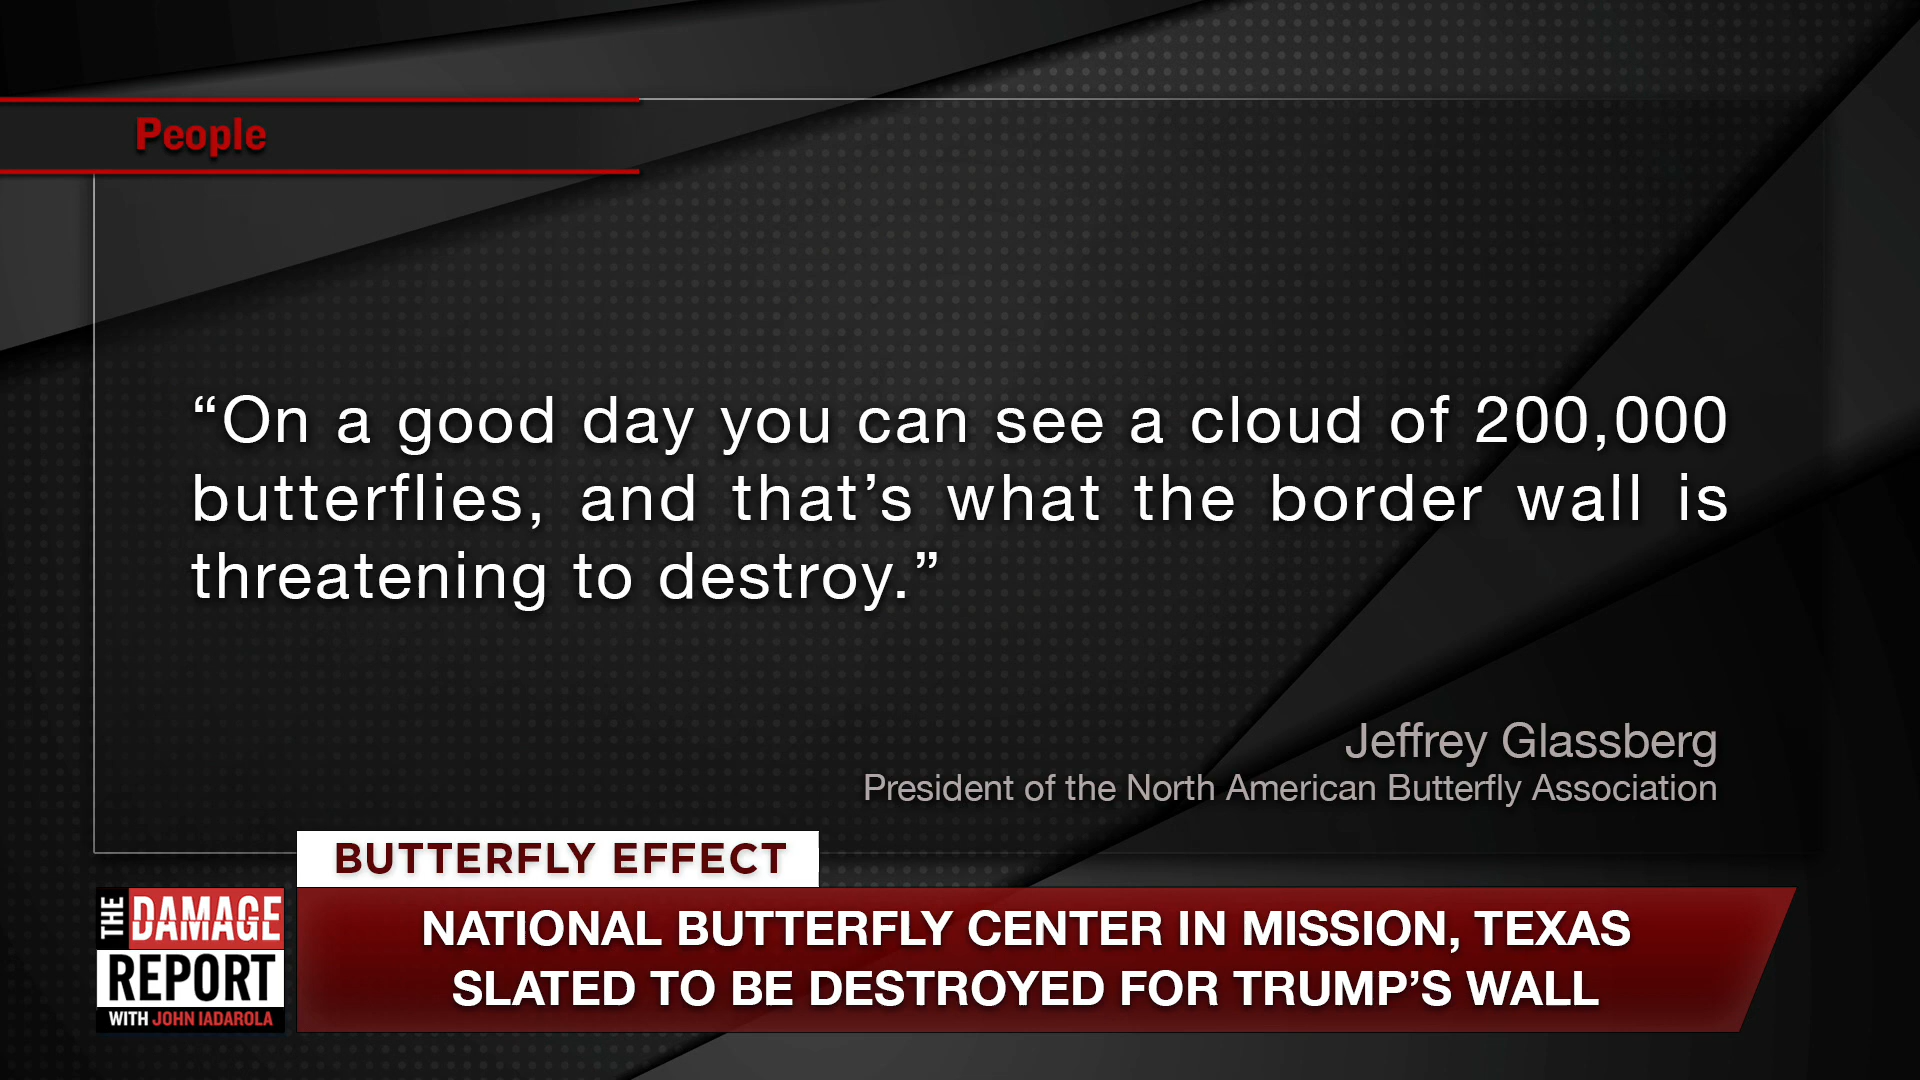 People
“On a good day you can see a cloud of 200,000
butterflies, and that’s what the border wall is
threatening to destroy.”
Jeffrey Glassberg
President of the North American Butterfly Association
BUTTERFLY EFFECT
NATIONAL BUTTERFLY CENTER IN MISSION, TEXAS
SLATED TO BE DESTROYED FOR TRUMP’S WALL
THE DAMAGE
REPORT
WITH JOHN IADAROLA